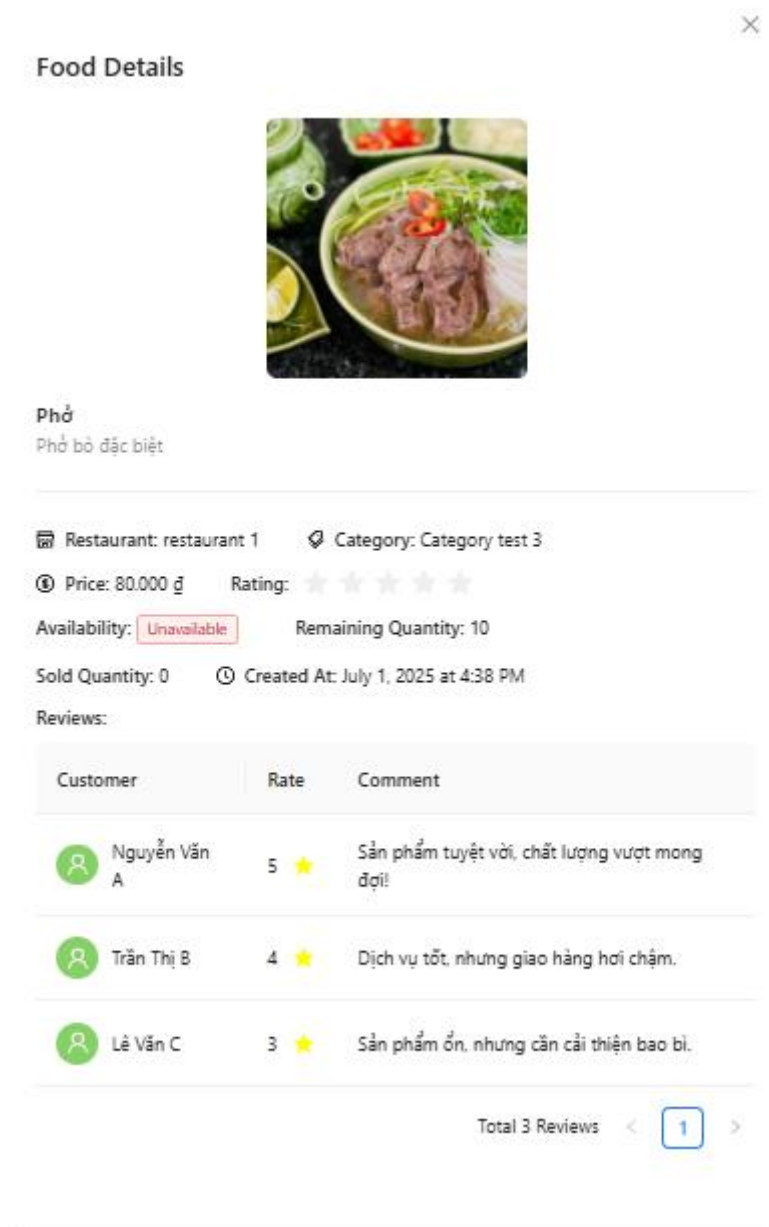 Food Details
Phở
Phở bò đặc biệt
Restaurant: restaurant 1 Category: Category test 3
Price: 80.000 ₫ Rating:
Availability: Unavailable Remaining Quantity: 10
Sold Quantity: 0 Created At: July 1, 2025 at 4:38 PM
Reviews:
Customer Rate Comment
Nguyễn Văn
A
5
Sản phẩm tuyệt vời, chất lượng vượt mong
đợi!
Trần Thị B 4 Dịch vụ tốt, nhưng giao hàng hơi chậm.
Lê Văn C 3 Sản phẩm ổn, nhưng cần cải thiện bao bì.
Total 3 Reviews < 1 >